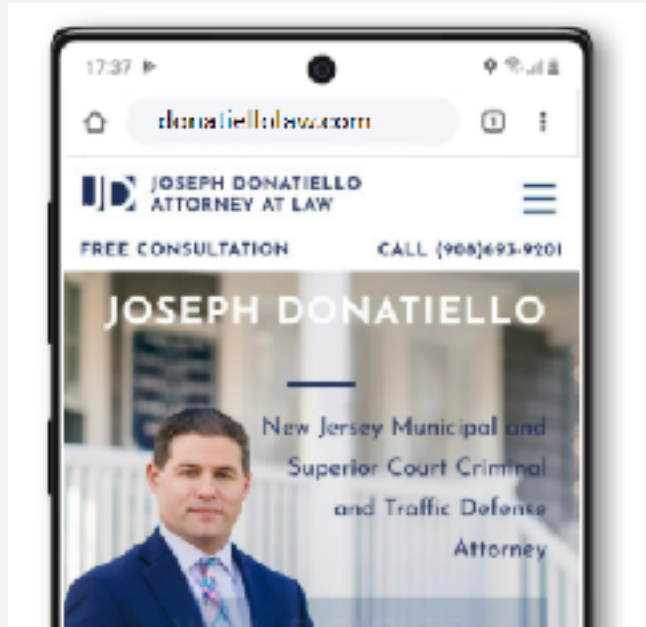 17:37
donatiellolaw.com
1
JD JOSEPH DONATIELLO
ATTORNEY AT LAW
FREE CONSULTATION CALL (908)693-9201
JOSEPH DONATIELLO
New Jersey Municipal and
Superior Court Criminal
and Traffic Defense
Attorney